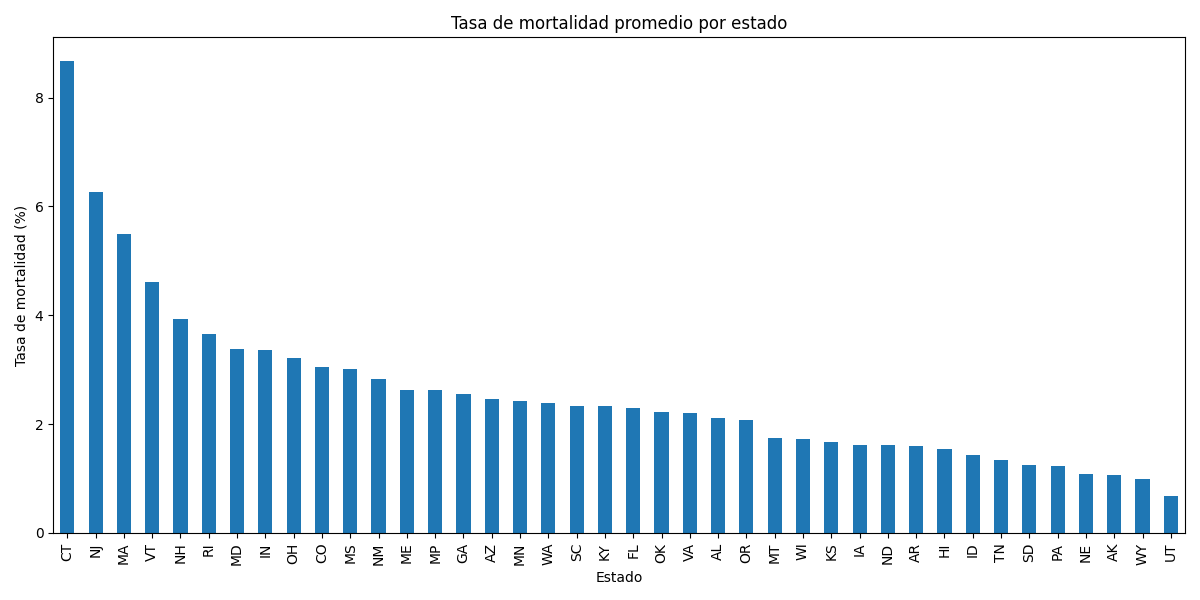 Tasa de mortalidad promedio por estado
Tasa de mortalidad (%)
8
6
4
2
0
CT NJ MA VT NH RI MD IN OH CO MS NM ME MP GA AZ MN WA SC KY FL OK VA AL OR MT WI KS IA ND AR HI ID TN SD PA NE AK WY UT
Estado